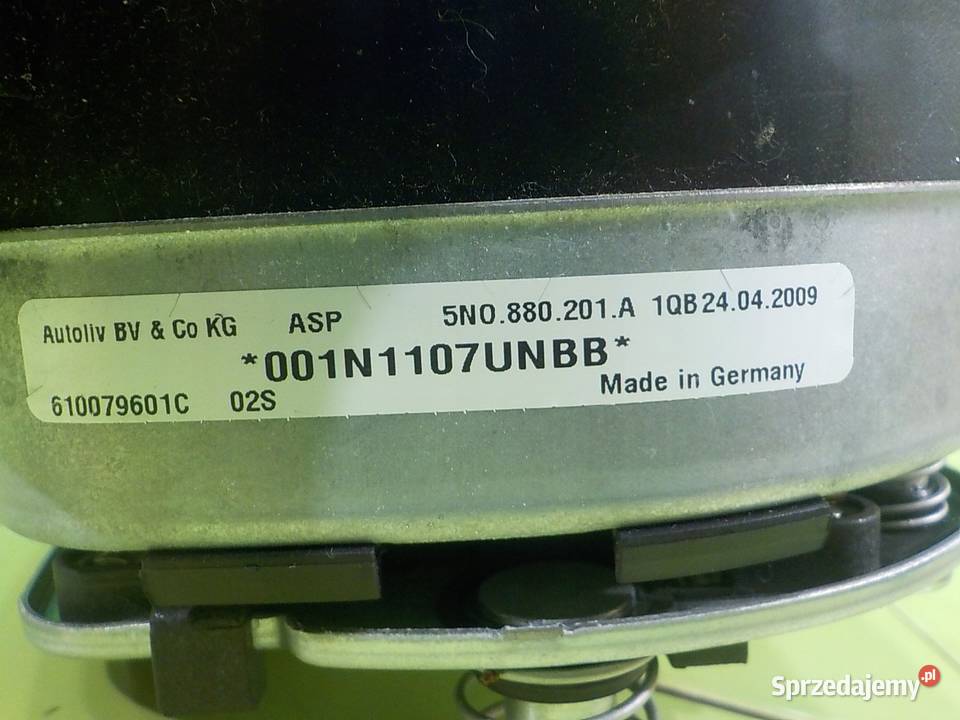 Autoliv BV & Co KG ASP 5N0.880.201.A 1QB 24.04.2009
*001N1107UNBB*
610079601C 02S Made in Germany
Sprzedajemy.pl